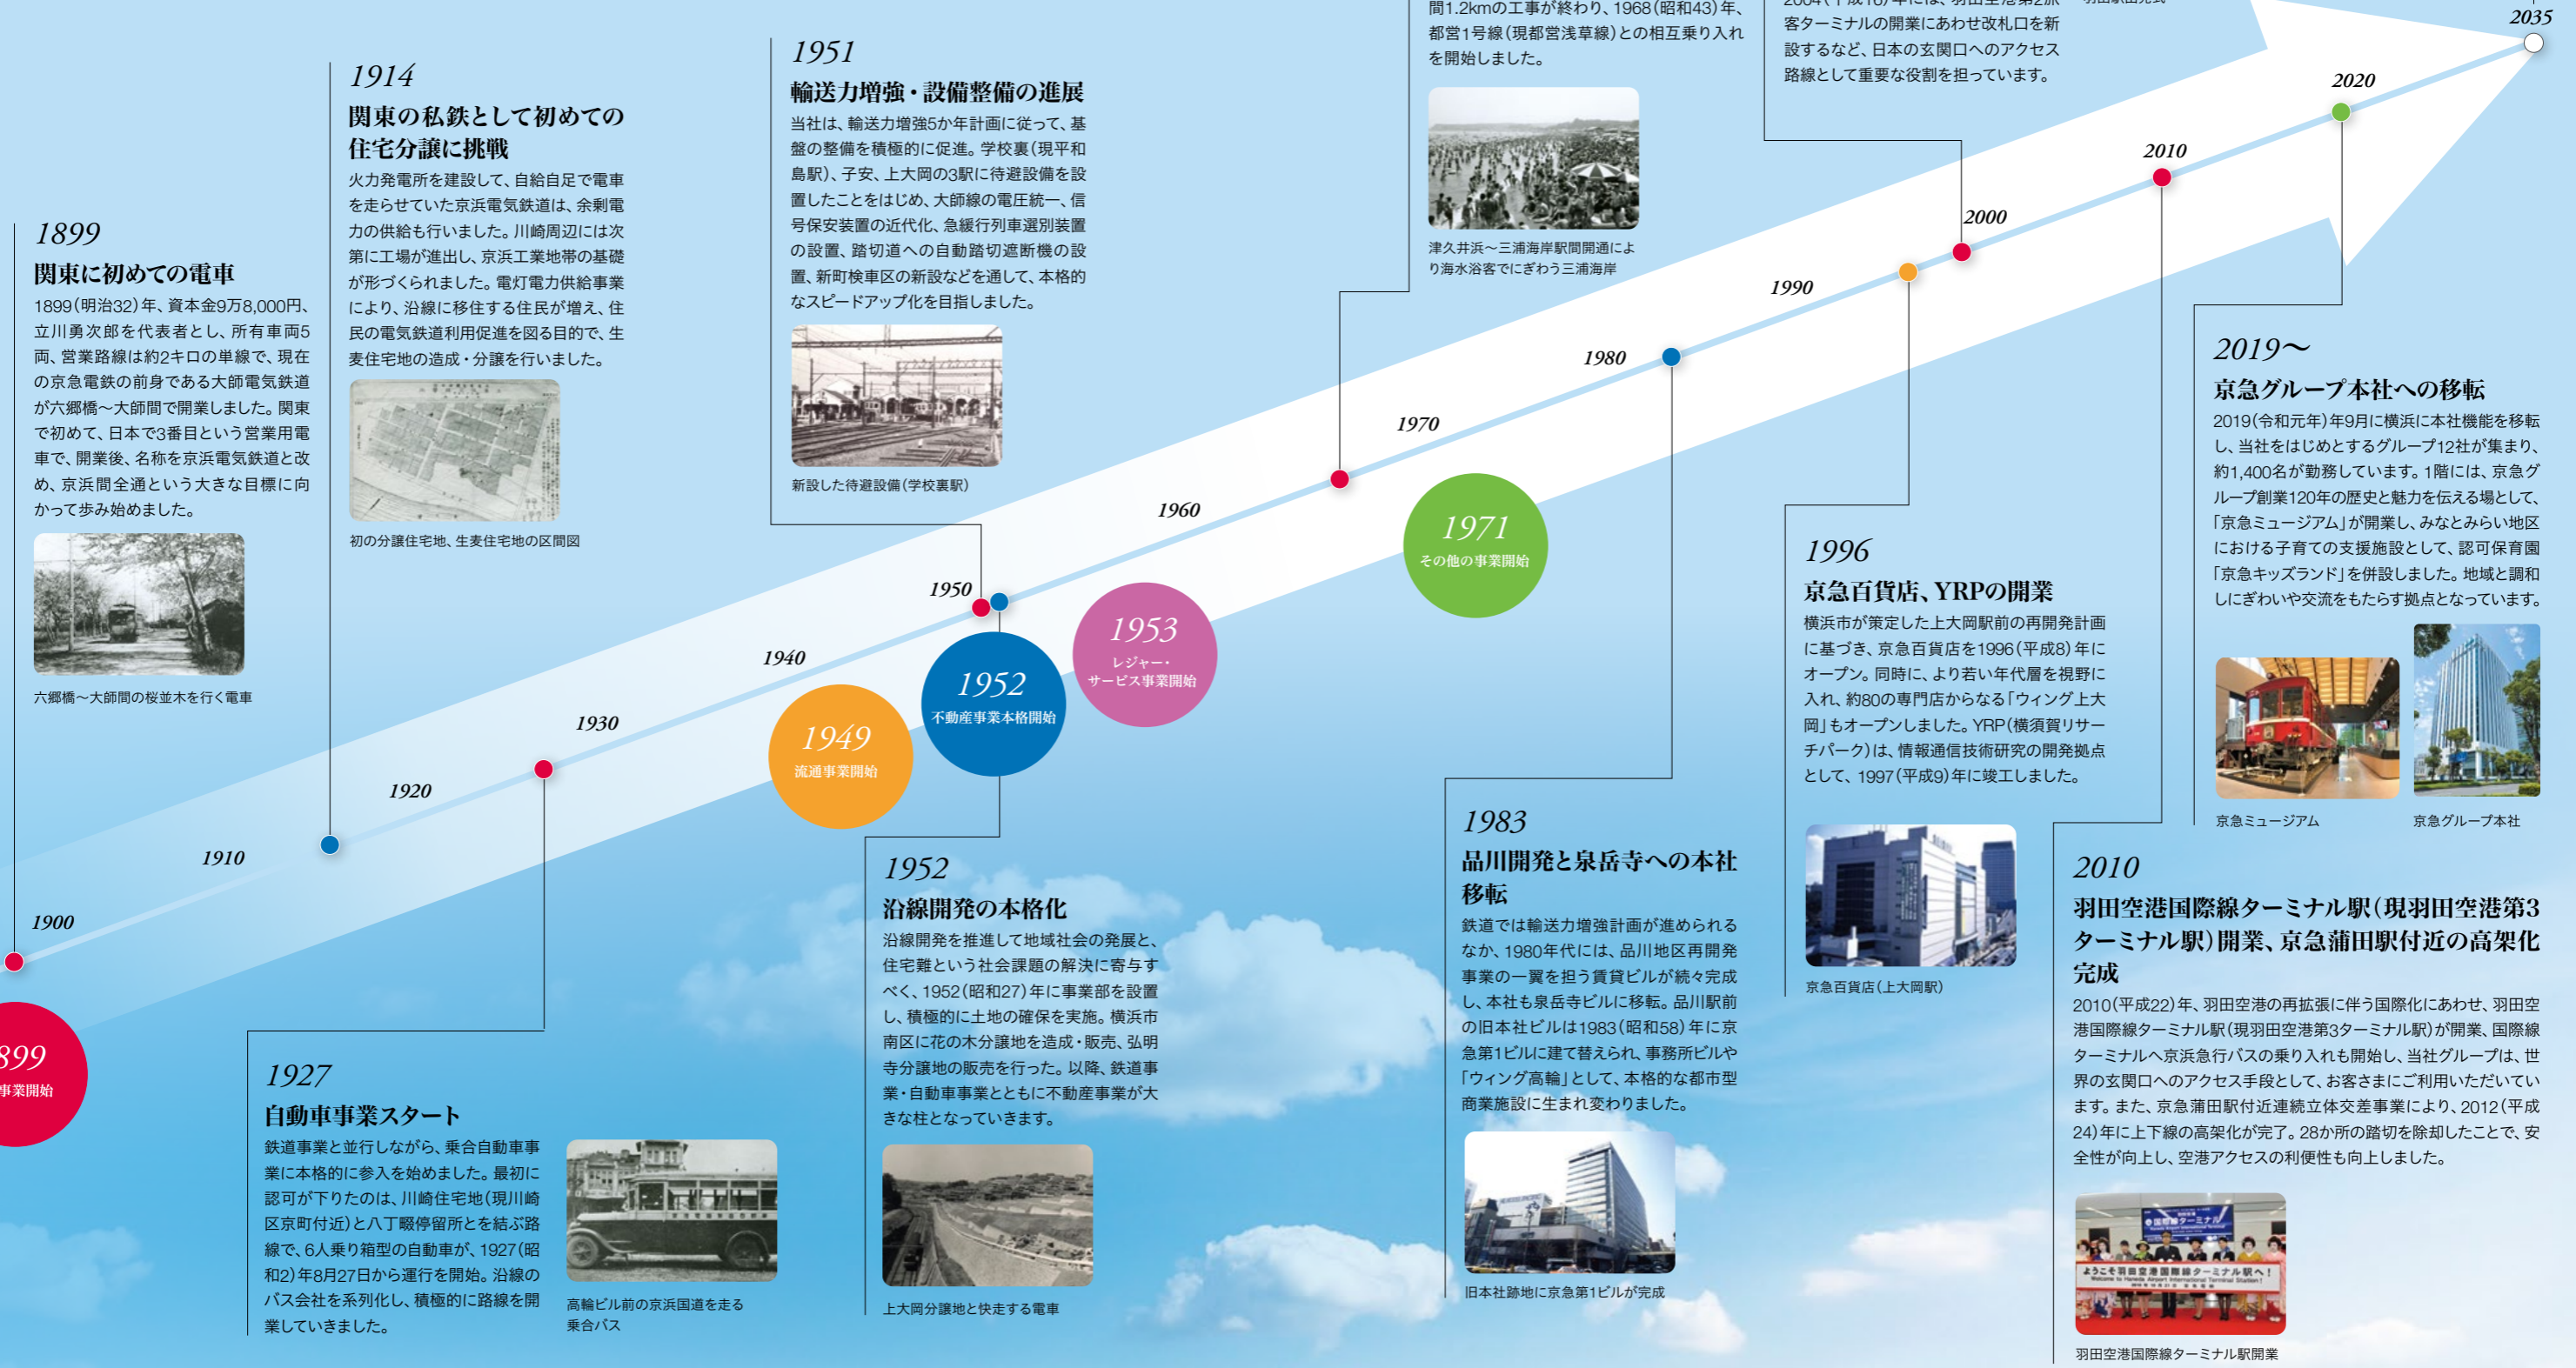 1899
関東に初めての電車
1899(明治32)年、資本金9万8,000円、
立川勇次郎を代表者とし、所有車両5
両、営業路線は約2キロの単線で、現在
の京急電鉄の前身である大師電気鉄道
が六郷橋〜大師間で開業しました。関東
で初めて、日本で3番目という営業用電
車で、開業後、名称を京浜電気鉄道と改
め、京浜間全通という大きな目標に向
かって歩み始めました。
六郷橋〜大師間の桜並木を行く電車
1914
関東の私鉄として初めての
住宅分譲に挑戦
火力発電所を建設して、自給自足で電車
を走らせていた京浜電気鉄道は、余剰電
力の供給も行いました。川崎周辺には次
第に工場が進出し、京浜工業地帯の基礎
が形づくられました。電灯電力供給事業
により、沿線に移住する住民が増え、住
民の電気鉄道利用促進を図る目的で、生
麦住宅地の造成・分譲を行いました。
初の分譲住宅地、生麦住宅地の区間図
1951
輸送力増強・設備整備の進展
当社は、輸送力増強5か年計画に従って、基
盤の整備を積極的に促進。学校裏(現平和
島駅)、子安、上大岡の3駅に待避設備を設
置したことをはじめ、大師線の電圧統一、信
号保安装置の近代化、急緩行列車選別装置
の設置、踏切道への自動踏切遮断機の設
置、新町検車区の新設などを通して、本格的
なスピードアップ化を目指しました。
新設した待避設備(学校裏駅)
間1.2kmの工事が終わり、1968(昭和43)年、
都営1号線(現都営浅草線)との相互乗り入れ
を開始しました。
津久井浜〜三浦海岸駅間開通によ
り海水浴客でにぎわう三浦海岸
客ターミナルの開業にあわせ改札口を新
設するなど、日本の玄関口へのアクセス
路線として重要な役割を担っています。
1900
1910
1920
1930
1940
1950
1960
1970
1980
1990
2000
2010
2020
2035
899
事業開始
1949
流通事業開始
1952
不動産事業本格開始
1953
レジャー・
サービス事業開始
1971
その他の事業開始
1927
自動車事業スタート
鉄道事業と並行しながら、乗合自動車事
業に本格的に参入を始めました。最初に
認可が下りたのは、川崎住宅地(現川崎
区京町付近)と八丁畷停留所とを結ぶ路
線で、6人乗り箱型の自動車が、1927(昭
和2)年8月27日から運行を開始。沿線の
バス会社を系列化し、積極的に路線を開
業していきました。
高輪ビル前の京浜国道を走る
乗合バス
1952
沿線開発の本格化
沿線開発を推進して地域社会の発展と、
住宅難という社会課題の解決に寄与す
べく、1952(昭和27)年に事業部を設置
し、積極的に土地の確保を実施。横浜市
南区に花の木分譲地を造成・販売、弘明
寺分譲地の販売を行った。以降、鉄道事
業・自動車事業とともに不動産事業が大
きな柱となっていきます。
上大岡分譲地と快走する電車
1983
品川開発と泉岳寺への本社
移転
鉄道では輸送力増強計画が進められる
なか、1980年代には、品川地区再開発
事業の一翼を担う賃貸ビルが続々完成
し、本社も泉岳寺ビルに移転。品川駅前
の旧本社ビルは1983(昭和58)年に京
急第1ビルに建て替えられ、事務所ビルや
「ウィング高輪」として、本格的な都市型
商業施設に生まれ変わりました。
旧本社跡地に京急第1ビルが完成
1996
京急百貨店、YRPの開業
横浜市が策定した上大岡駅前の再開発計画
に基づき、京急百貨店を1996(平成8)年に
オープン。同時に、より若い年代層を視野に
入れ、約80の専門店からなる「ウィング上大
岡」もオープンしました。YRP(横須賀リサー
チパーク)は、情報通信技術研究の開発拠点
として、1997(平成9)年に竣工しました。
京急百貨店(上大岡駅)
2019〜
京急グループ本社への移転
2019(令和元年)年9月に横浜に本社機能を移転
し、当社をはじめとするグループ12社が集まり、
約1,400名が勤務しています。1階には、京急グ
ループ創業120年の歴史と魅力を伝える場として、
「京急ミュージアム」が開業し、みなとみらい地区
における子育ての支援施設として、認可保育園
「京急キッズランド」を併設しました。地域と調和
しにぎわいや交流をもたらす拠点となっています。
京急ミュージアム
京急グループ本社
2010
羽田空港国際線ターミナル駅(現羽田空港第3
ターミナル駅)開業、京急蒲田駅付近の高架化
完成
2010(平成22)年、羽田空港の再拡張に伴う国際化にあわせ、羽田空
港国際線ターミナル駅(現羽田空港第3ターミナル駅)が開業、国際線
ターミナルへ京浜急行バスの乗り入れも開始し、当社グループは、世
界の玄関口へのアクセス手段として、お客さまにご利用いただいてい
ます。また、京急蒲田駅付近連続立体交差事業により、2012(平成
24)年に上下線の高架化が完了。28か所の踏切を除却したことで、安
全性が向上し、空港アクセスの利便性も向上しました。
国際線ターミナル
ようこそ羽田空港国際線ターミナル駅へ!
Welcome to Haneda Airport International Terminal Station!
羽田空港国際線ターミナル駅開業